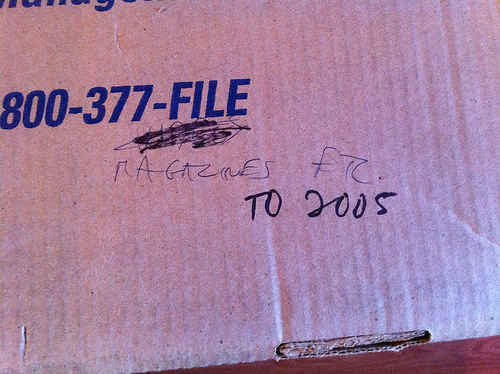 800-377-FILE
MAGAZINES ETC.
TO 2005